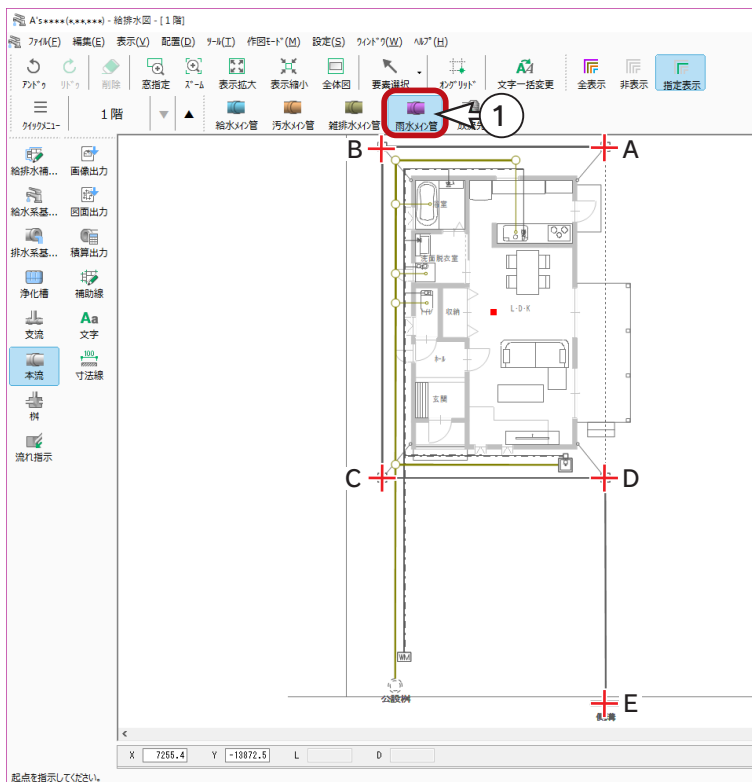 A's∗∗∗∗(∗.∗∗,∗∗∗) - 給排水図 - [1 階]
ﾌｧｲﾙ(F) 編集(E) 表示(V) 配置(D) ﾂｰﾙ(T) 作図ﾓｰﾄﾞ(M) 設定(S) ｳｨﾝﾄﾞｳ(W) ﾍﾙﾌﾟ(H)
ｱﾝﾄﾞｩ ﾘﾄﾞｩ 削除 窓指定 ｽﾞｰﾑ 表示拡大 表示縮小 全体図 要素選択 ｵﾝｸﾞﾘｯﾄﾞ 文字一括変更 全表示 非表示 指定表示
ｸｲｯｸﾒﾆｭｰ 1 階 ▼ ▲ 給水ﾒｲﾝ管 汚水ﾒｲﾝ管 雑排水ﾒｲﾝ管 雨水ﾒｲﾝ管 1
給排水補... 画像出力
給水系基... 図面出力
排水系基... 積算出力
浄化槽 補助線
支流 Aa 文字
本流 100 寸法線
桝
流れ指示
B A
浴室
洗面脱衣室
ﾄｲﾚ 収納 L・D・K
ﾎｰﾙ
玄関
C D
WM
公設桝
E
側溝
<
X 7255.4 Y -13872.5 L D
起点を指示してください。